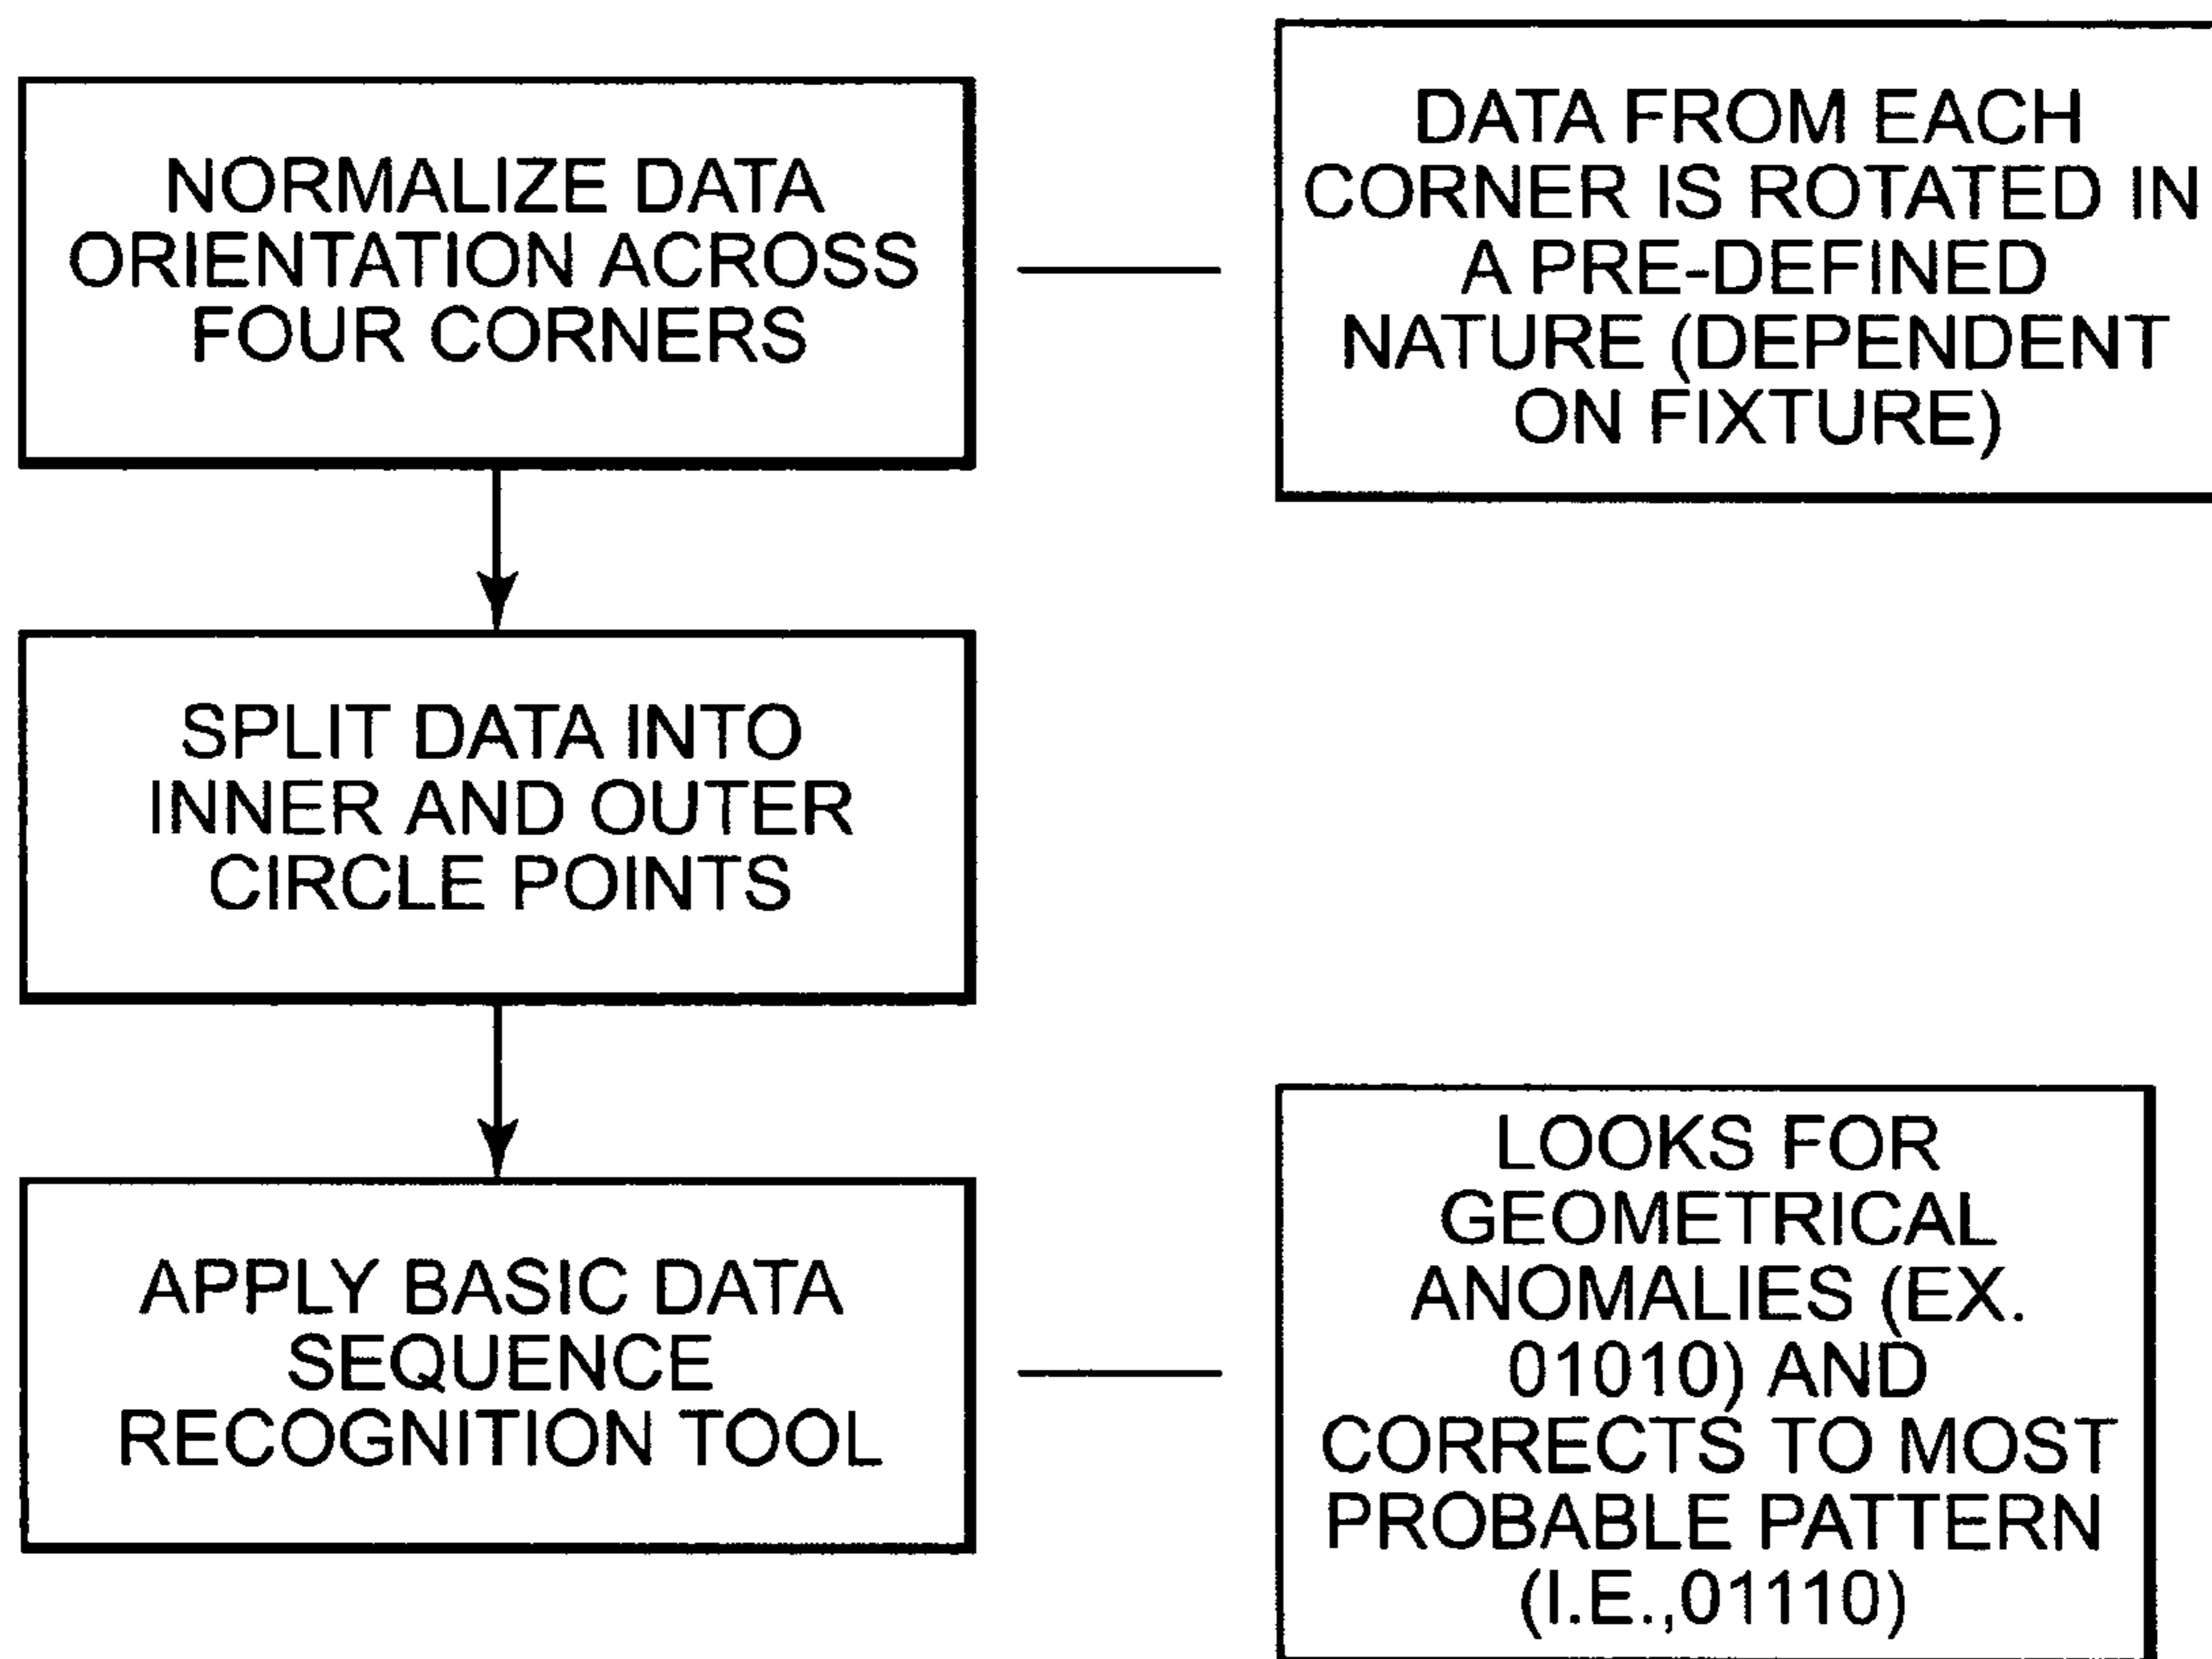 NORMALIZE DATA
ORIENTATION ACROSS
FOUR CORNERS
DATA FROM EACH
CORNER IS ROTATED IN
A PRE-DEFINED
NATURE (DEPENDENT
ON FIXTURE)
SPLIT DATA INTO
INNER AND OUTER
CIRCLE POINTS
APPLY BASIC DATA
SEQUENCE
RECOGNITION TOOL
LOOKS FOR
GEOMETRICAL
ANOMALIES (EX.
01010) AND
CORRECTS TO MOST
PROBABLE PATTERN
(I.E.,01110)